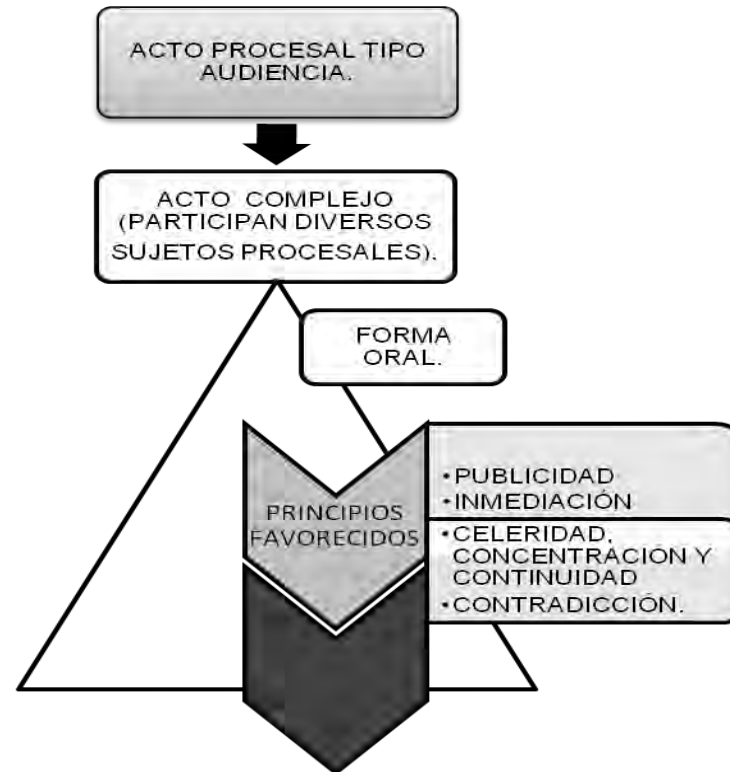 ACTO PROCESAL TIPO
AUDIENCIA.
ACTO COMPLEJO
(PARTICIPAN DIVERSOS
SUJETOS PROCESALES).
FORMA
ORAL.
PRINCIPIOS
FAVORECIDOS
•PUBLICIDAD
•INMEDIACIÓN
•CELERIDAD,
CONCENTRACIÓN Y
CONTINUIDAD
•CONTRADICCIÓN.